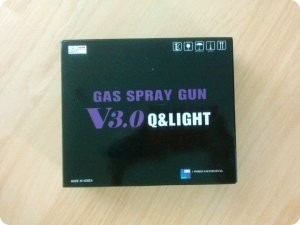 GAS SPRAY GUN
V3.0 Q&LIGHT
MADE IN KOREA